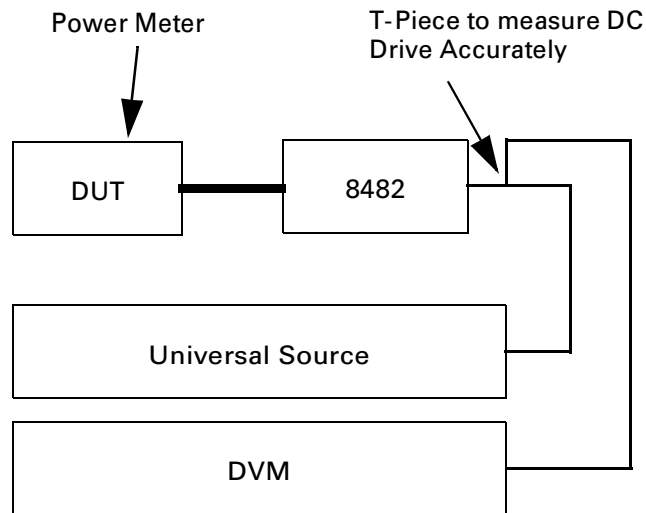 Power Meter
T-Piece to measure DC
Drive Accurately
DUT
8482
Universal Source
DVM